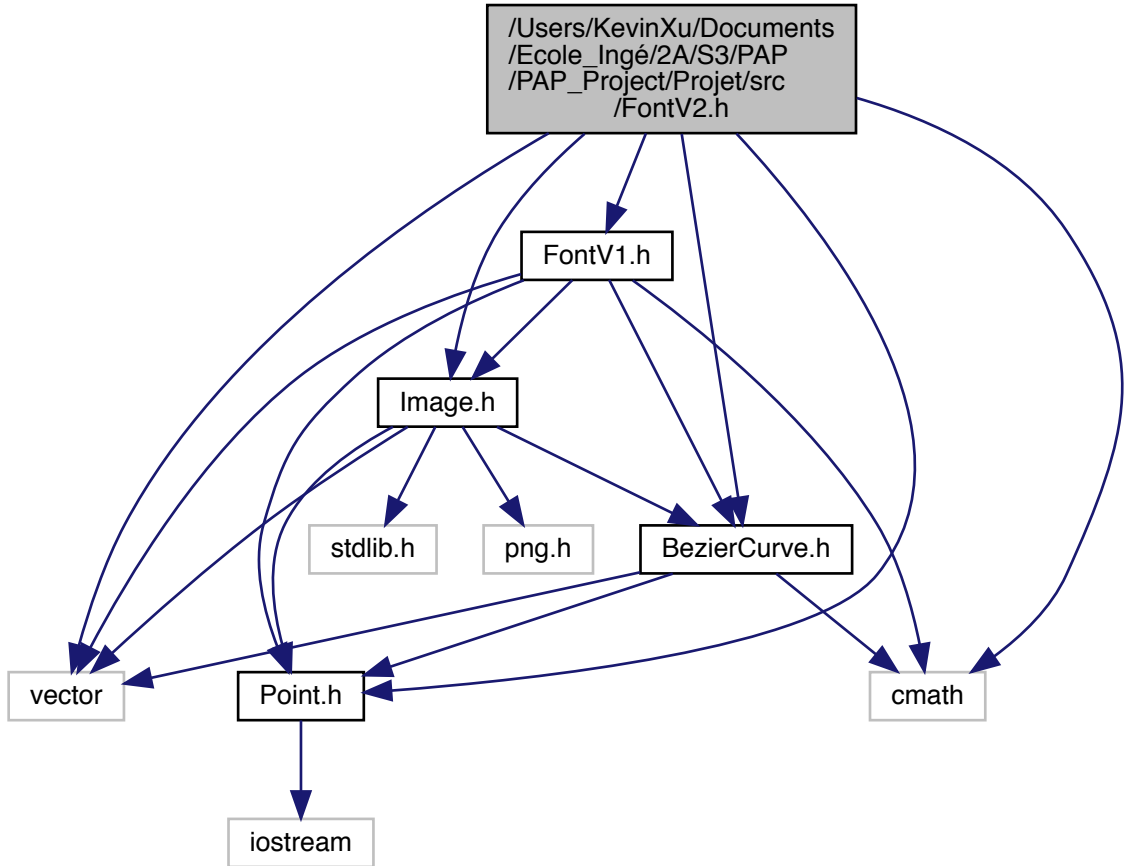 /Users/KevinXu/Documents
/Ecole_Ingé/2A/S3/PAP
/PAP_Project/Projet/src
/FontV2.h
FontV1.h
Image.h
stdlib.h
png.h
BezierCurve.h
vector
Point.h
cmath
iostream